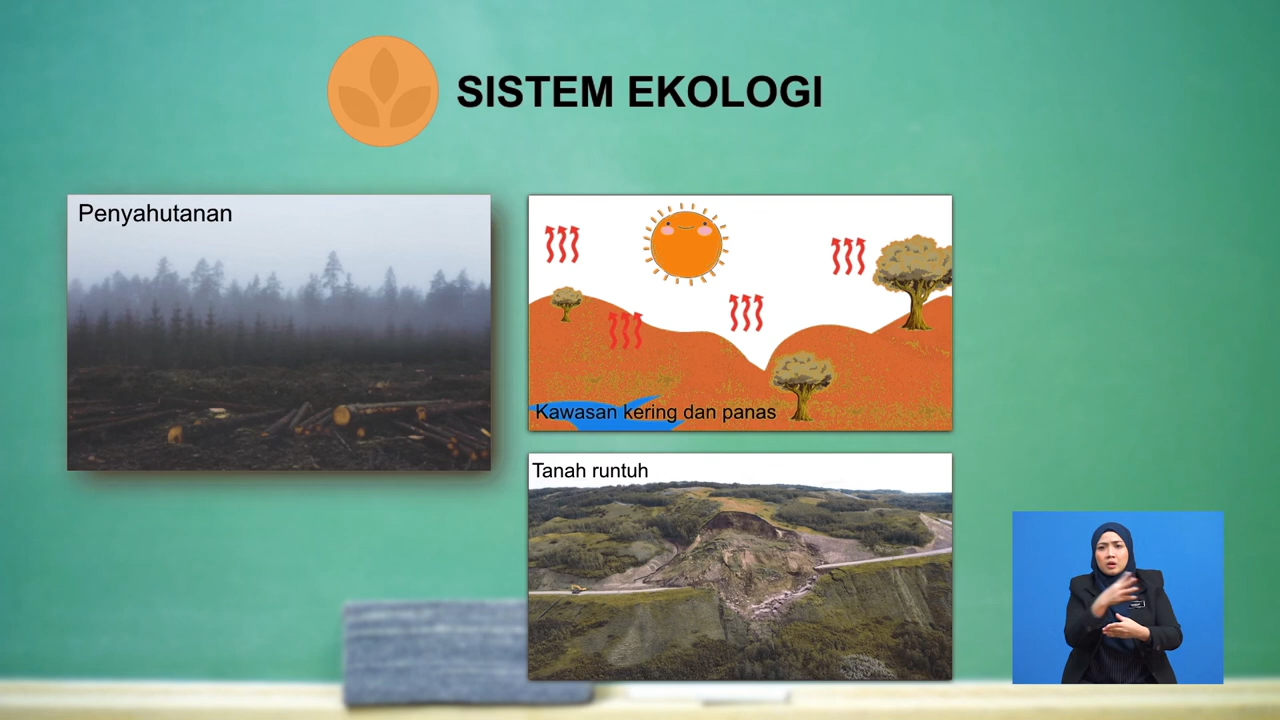 SISTEM EKOLOGI
Penyahutanan
Kawasan kering dan panas
Tanah runtuh